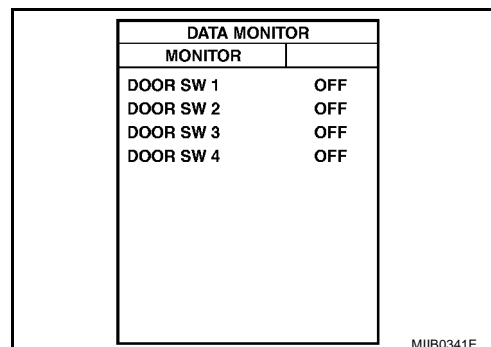 DATA MONITOR
MONITOR
DOOR SW 1 OFF
DOOR SW 2 OFF
DOOR SW 3 OFF
DOOR SW 4 OFF
MIIB0341E